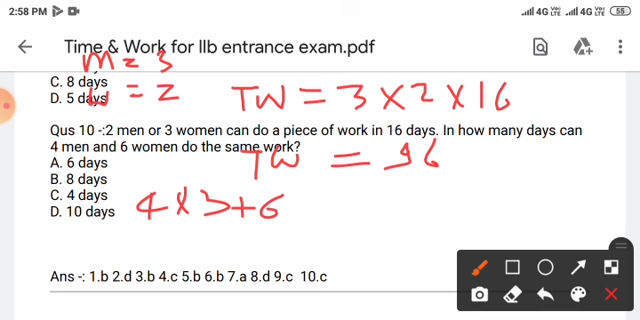 2:58 PM 4G VoLTE 4G VoLTE 55
Time & Work for llb entrance exam.pdf
m = 3
C. 8 days
w = 2
TW = 3 × 2 × 16
D. 5 days
Qus 10 -:2 men or 3 women can do a piece of work in 16 days. In how many days can
4 men and 6 women do the same work?
TW = 96
A. 6 days
B. 8 days
C. 4 days
D. 10 days
4 × 3 + 6
Ans -: 1.b 2.d 3.b 4.c 5.b 6.b 7.a 8.d 9.c 10.c